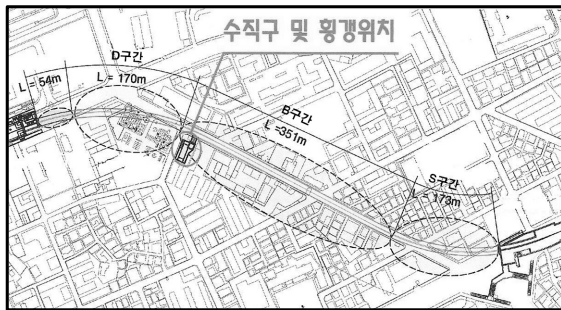 수직구 및 횡갱위치
D구간
L = 54m
L = 170m
B구간
L =351m
S구간
L = 173m